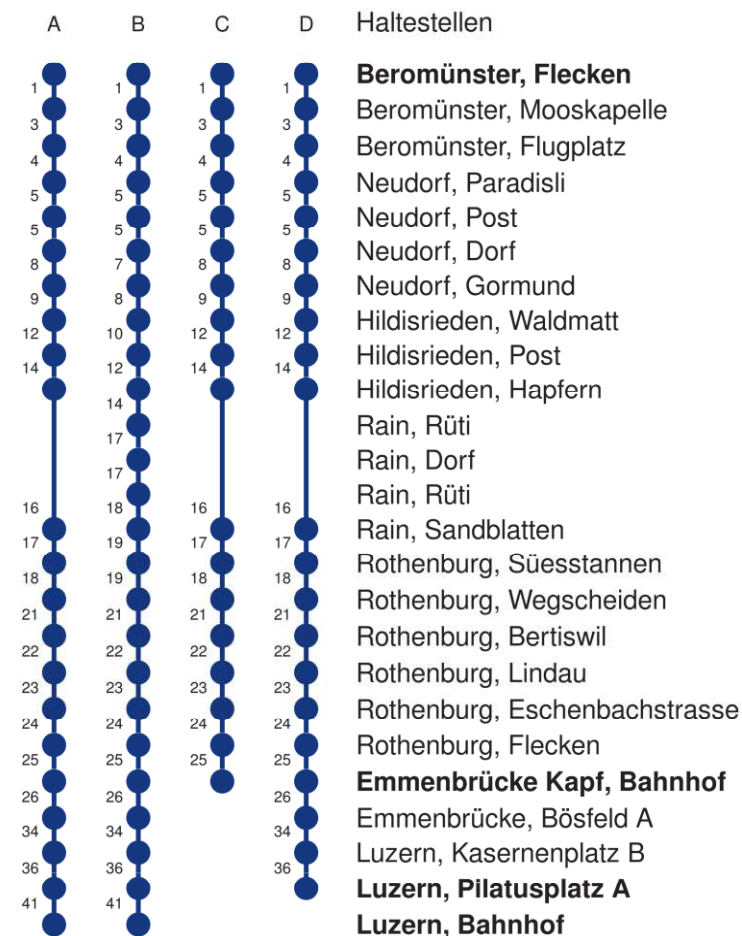 A B C D Haltestellen
Beromünster, Flecken
1 1 1 1
Beromünster, Mooskapelle
3 3 3 3
Beromünster, Flugplatz
4 4 4 4
Neudorf, Paradisli
5 5 5 5
Neudorf, Post
5 5 5 5
Neudorf, Dorf
8 7 8 8
Neudorf, Gormund
9 8 9 9
Hildisrieden, Waldmatt
12 10 12 12
Hildisrieden, Post
14 12 14 14
Hildisrieden, Hapfern
14
Rain, Rüti
17
Rain, Dorf
17
Rain, Rüti
16 18 16 16
Rain, Sandblatten
17 19 17 17
Rothenburg, Süesstannen
18 19 18 18
Rothenburg, Wegscheiden
21 21 21 21
Rothenburg, Bertiswil
22 22 22 22
Rothenburg, Lindau
23 23 23 23
Rothenburg, Eschenbachstrasse
24 24 24 24
Rothenburg, Flecken
25 25 25 25
Emmenbrücke Kapf, Bahnhof
26 26 26
Emmenbrücke, Bösfeld A
34 34 34
Luzern, Kasernenplatz B
36 36 36
Luzern, Pilatusplatz A
41 41
Luzern, Bahnhof